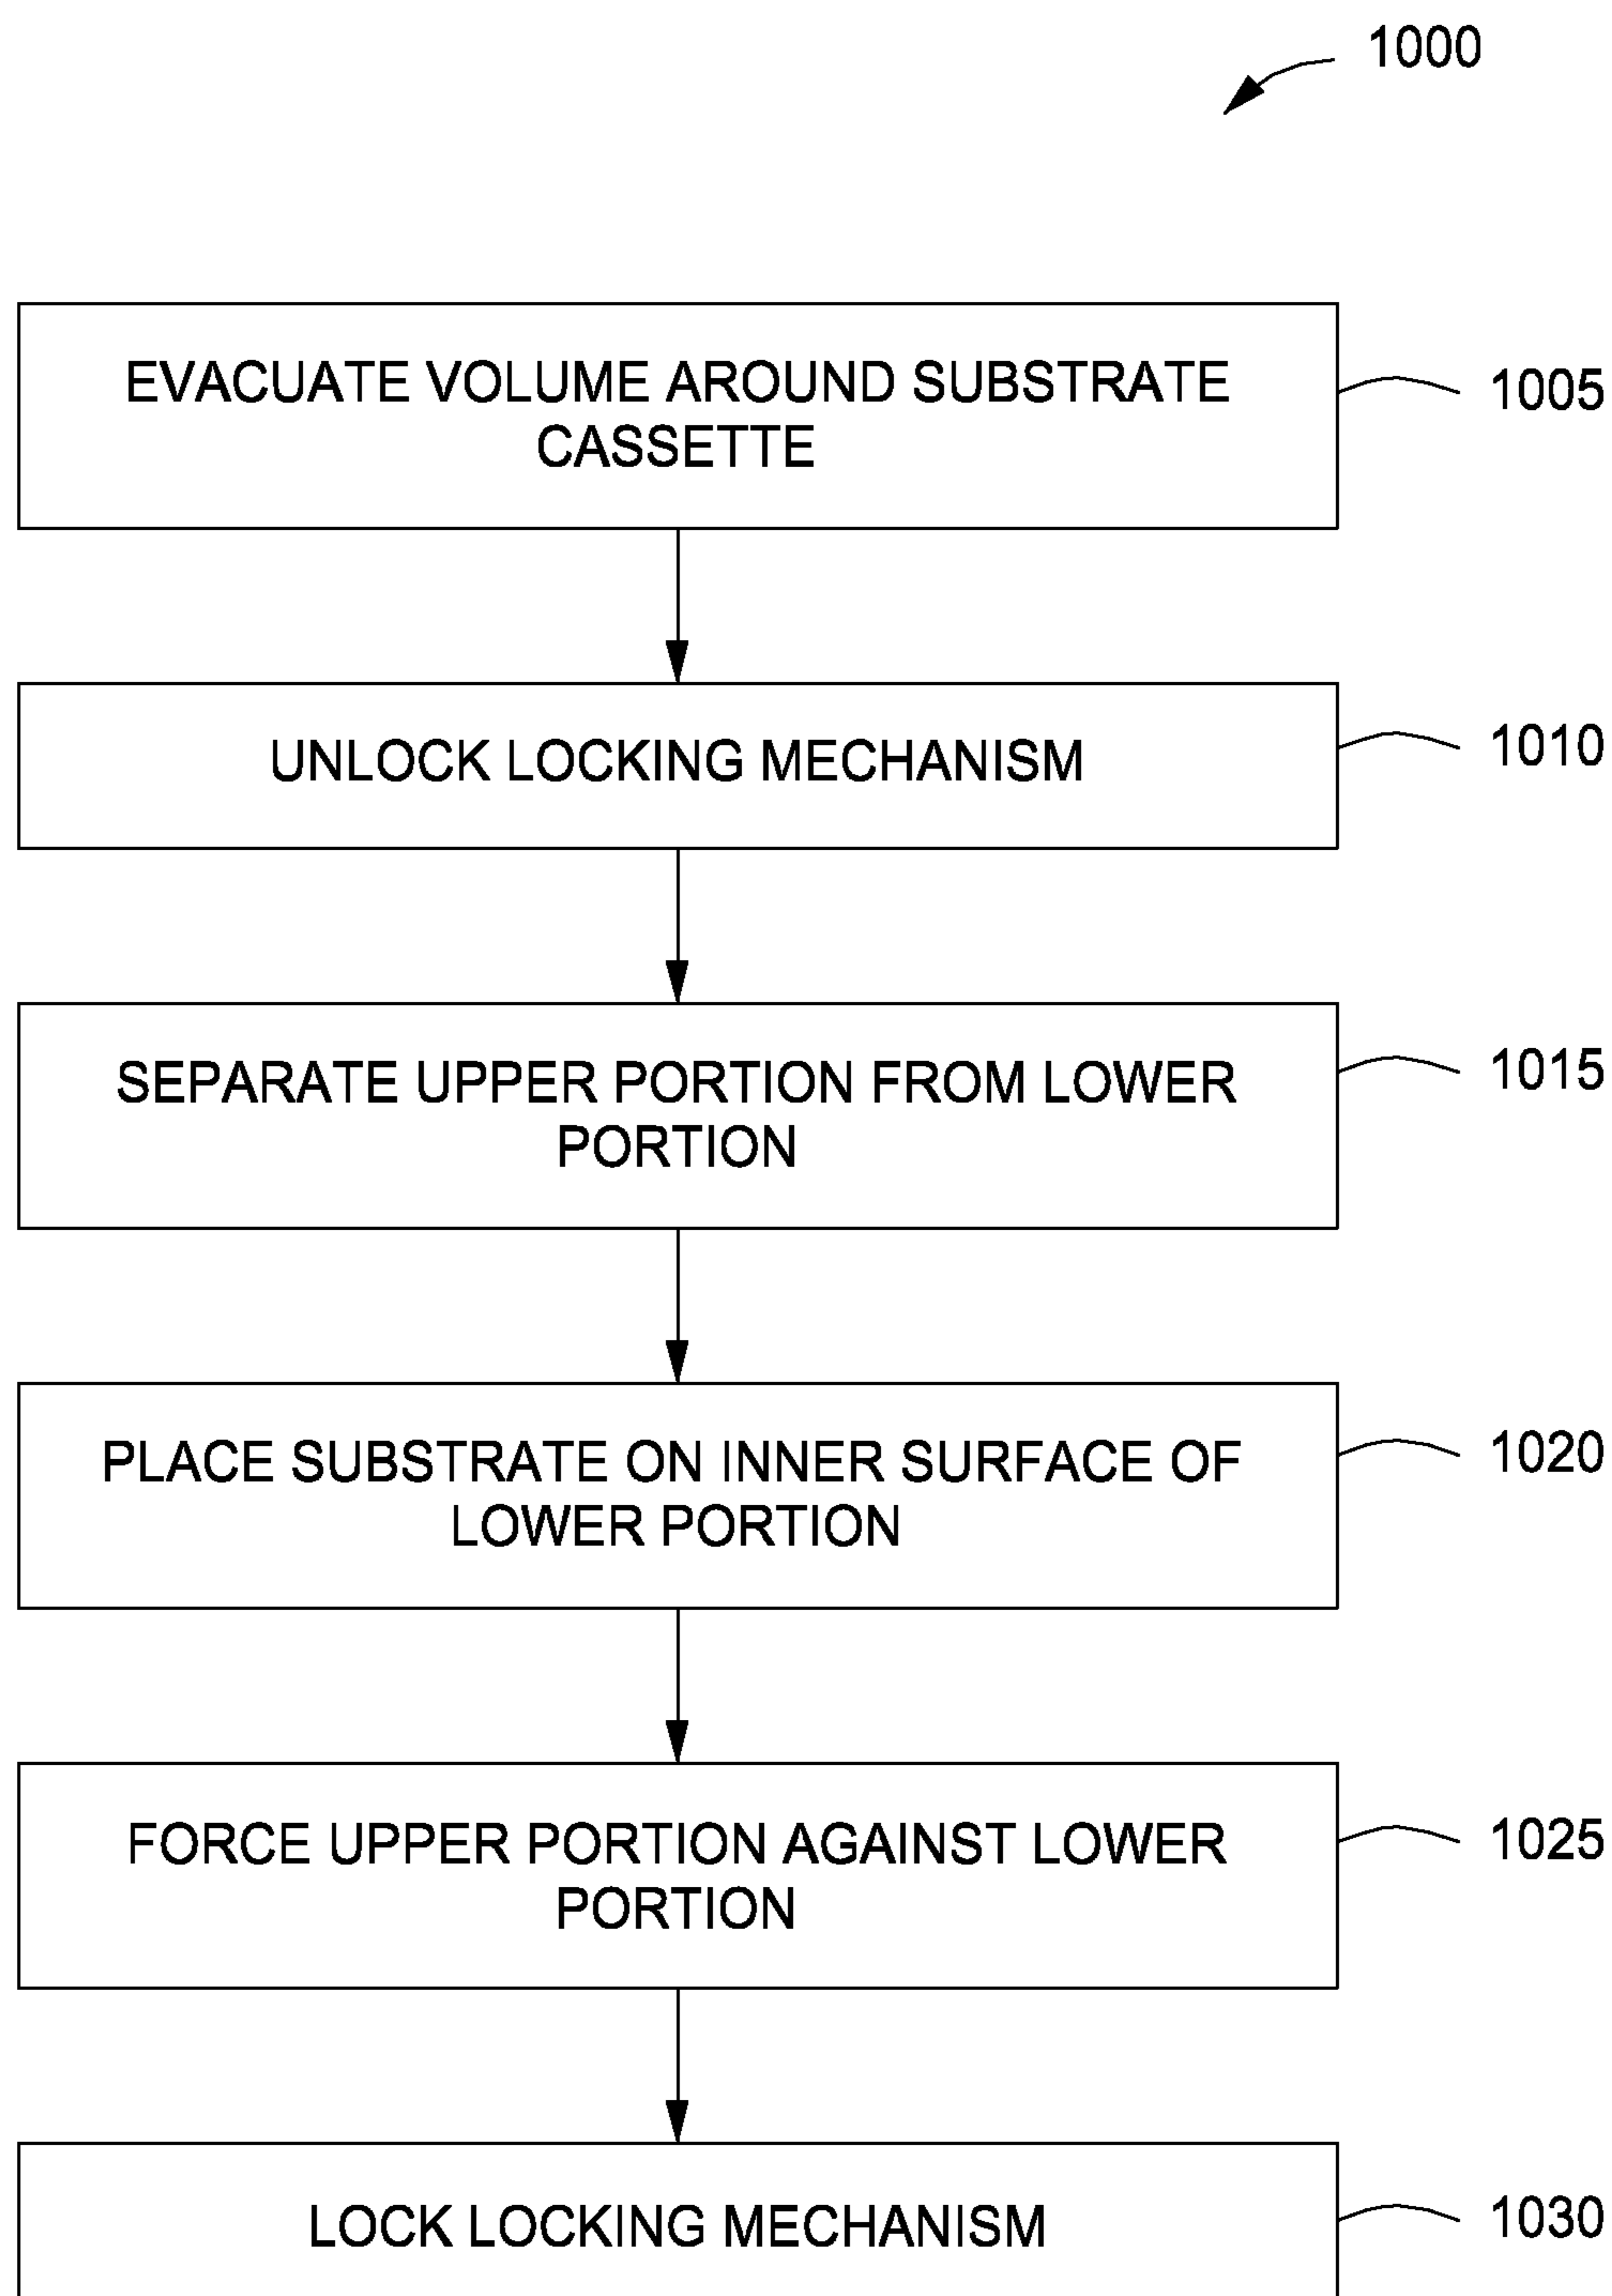 1000
EVACUATE VOLUME AROUND SUBSTRATE
CASSETTE
1005
UNLOCK LOCKING MECHANISM
1010
SEPARATE UPPER PORTION FROM LOWER
PORTION
1015
PLACE SUBSTRATE ON INNER SURFACE OF
LOWER PORTION
1020
FORCE UPPER PORTION AGAINST LOWER
PORTION
1025
LOCK LOCKING MECHANISM
1030